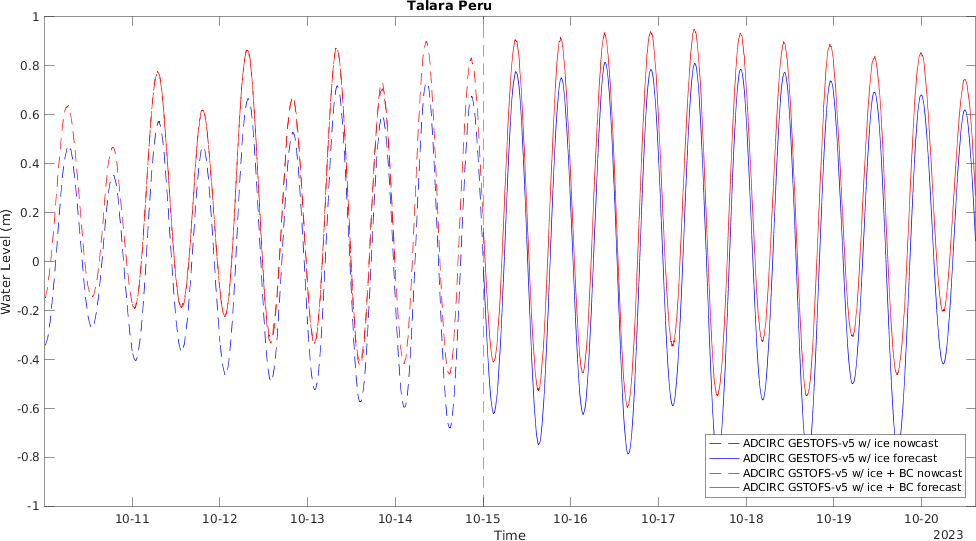 Talara Peru
Water Level (m)
1
0.8
0.6
0.4
0.2
0
-0.2
-0.4
-0.6
-0.8
-1
ADCIRC GESTOFS-v5 w/ ice nowcast
ADCIRC GESTOFS-v5 w/ ice forecast
ADCIRC GSTOFS-v5 w/ ice + BC nowcast
ADCIRC GSTOFS-v5 w/ ice + BC forecast
10-11 10-12 10-13 10-14 10-15 10-16 10-17 10-18 10-19 10-20
Time
2023